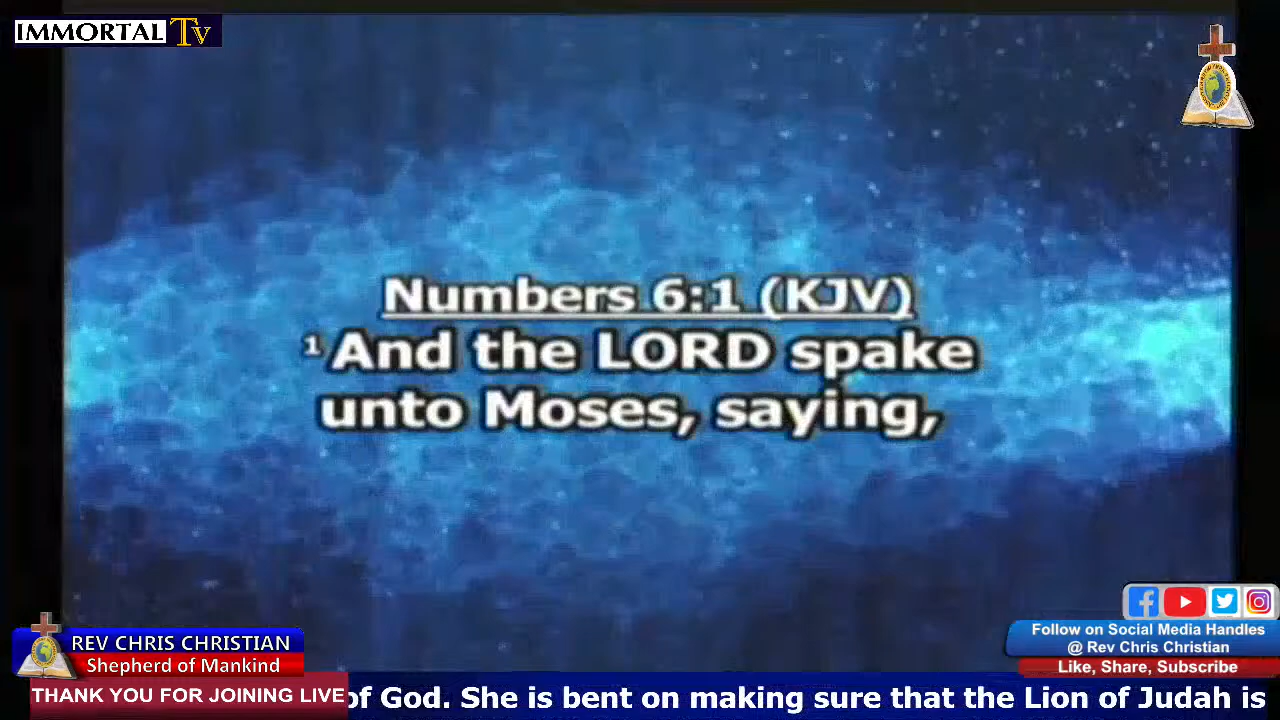 IMMORTAL Tv
Numbers 6:1 (KJV)
1 And the LORD spake
unto Moses, saying,
REV CHRIS CHRISTIAN
Shepherd of Mankind
Follow on Social Media Handles
@ Rev Chris Christian
Like, Share, Subscribe
THANK YOU FOR JOINING LIVE
of God. She is bent on making sure that the Lion of Judah is